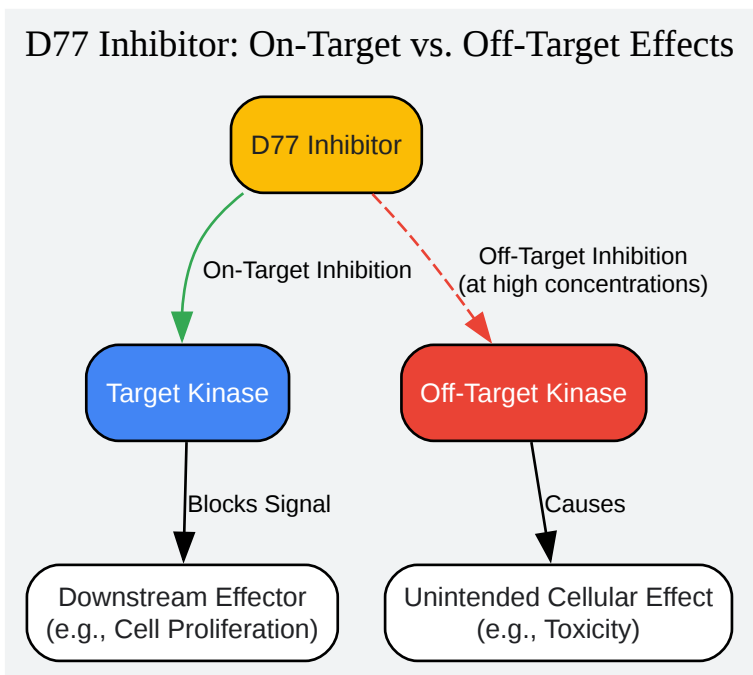 D77 Inhibitor: On-Target vs. Off-Target Effects
D77 Inhibitor
On-Target Inhibition
Off-Target Inhibition
(at high concentrations)
Target Kinase
Off-Target Kinase
Blocks Signal
Causes
Downstream Effector
(e.g., Cell Proliferation)
Unintended Cellular Effect
(e.g., Toxicity)